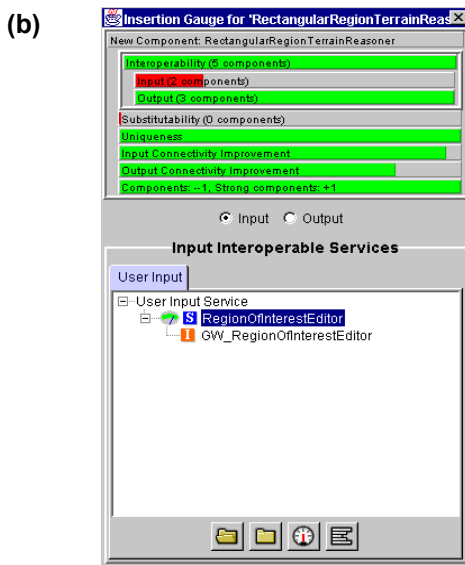 (b)
Insertion Gauge for 'RectangularRegionTerrainReas
New Component: RectangularRegionTerrainReasoner
Interoperability (5 components)
Input (2 components)
Output (3 components)
Substitutability (0 components)
Uniqueness
Input Connectivity Improvement
Output Connectivity Improvement
Components: --1, Strong components: +1
Input Output
Input Interoperable Services
User Input
User Input Service
S RegionOfInterestEditor
I GW_RegionOfInterestEditor